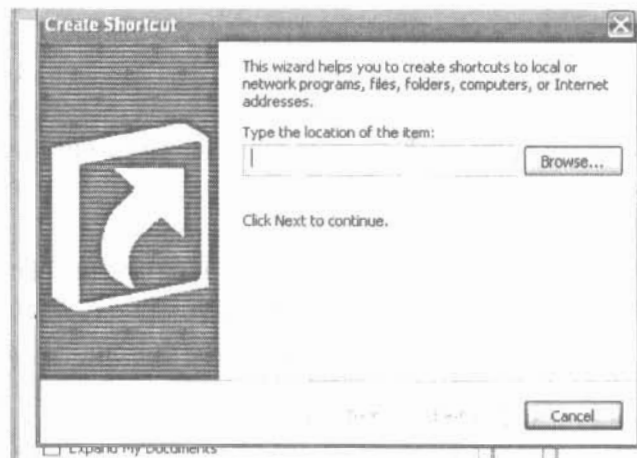 Create Shortcut
This wizard helps you to create shortcuts to local or
network programs, files, folders, computers, or Internet
addresses.
Type the location of the item:
Browse...
Click Next to continue.
Cancel
Expand My Documents